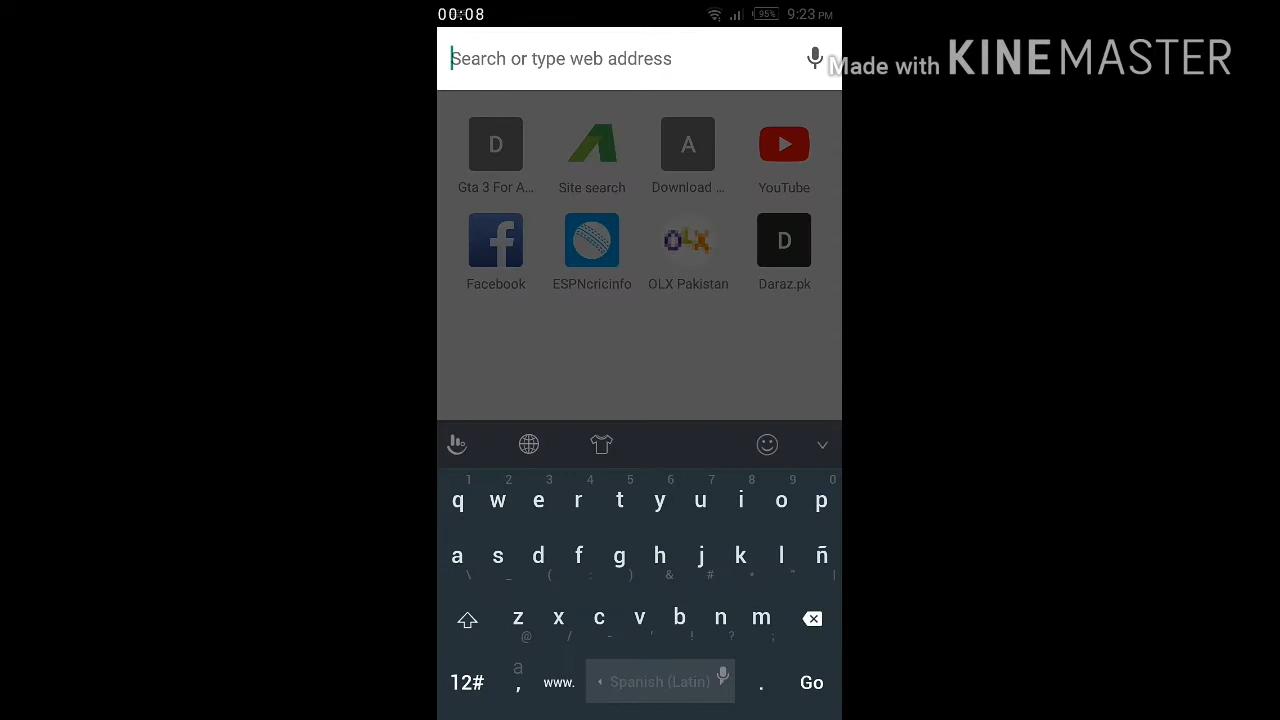 00:08
95%
9:23 PM
Search or type web address
Made with KINEMASTER
D
A
Gta 3 For A...
Site search
Download ...
YouTube
f
OLX
D
Facebook
ESPNcricinfo
OLX Pakistan
Daraz.pk
1 2 3 4 5 6 7 8 9 0
q w e r t y u i o p
a s d f g h j k l ñ
\ _ ( : ) & # * " |
z x c v b n m
@ / - ' ! ? ;
a
12# , www. Spanish (Latin) . Go